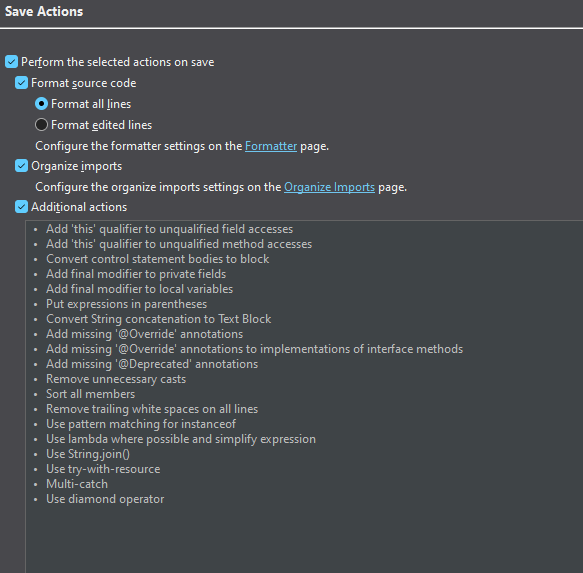 Save Actions
Perform the selected actions on save
Format source code
Format all lines
Format edited lines
Configure the formatter settings on the Formatter page.
Organize imports
Configure the organize imports settings on the Organize Imports page.
Additional actions
• Add 'this' qualifier to unqualified field accesses
• Add 'this' qualifier to unqualified method accesses
• Convert control statement bodies to block
• Add final modifier to private fields
• Add final modifier to local variables
• Put expressions in parentheses
• Convert String concatenation to Text Block
• Add missing '@Override' annotations
• Add missing '@Override' annotations to implementations of interface methods
• Add missing '@Deprecated' annotations
• Remove unnecessary casts
• Sort all members
• Remove trailing white spaces on all lines
• Use pattern matching for instanceof
• Use lambda where possible and simplify expression
• Use String.join()
• Use try-with-resource
• Multi-catch
• Use diamond operator